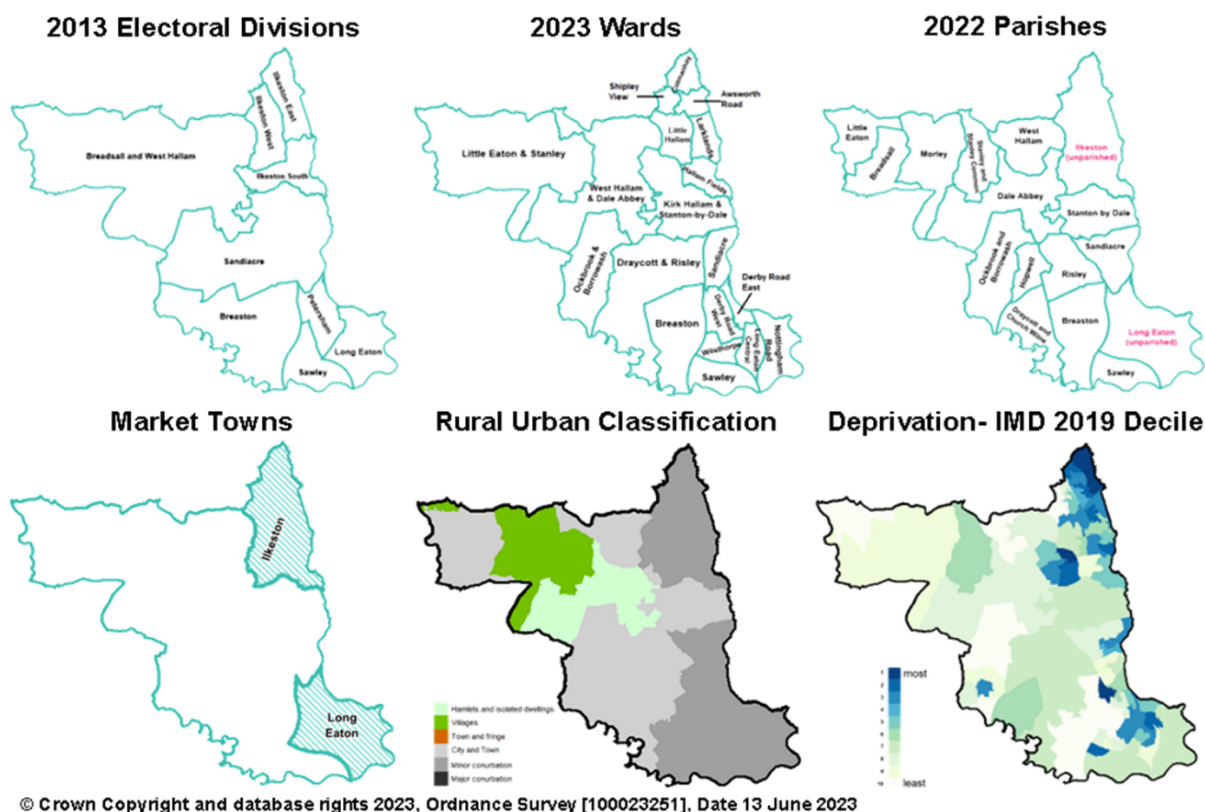 2013 Electoral Divisions
2023 Wards
2022 Parishes
Ilkeston East
Ilkeston West
Breadsall and West Hallam
Ilkeston South
Sandiacre
Breaston
Petersham
Long Eaton
Sawley
Cotmanhay
Shipley
View
Awsworth
Road
Little
Hallam
Larklands
Little Eaton & Stanley
Hallam Fields
West Hallam
& Dale Abbey
Kirk Hallam &
Stanton-by-Dale
Ockbrook &
Borrowash
Draycott & Risley
Sandiacre
Derby Road
East
Breaston
Derby Road
West
Wilsthorpe
Long Eaton
Central
Nottingham
Road
Sawley
Little
Eaton
Breadsall
Morley
Stanley and
Stanley Common
West
Hallam
Ilkeston
(unparished)
Dale Abbey
Stanton by Dale
Ockbrook and
Borrowash
Hopwell
Sandiacre
Risley
Draycott and
Church Wilne
Breaston
Long Eaton
(unparished)
Sawley
Market Towns
Rural Urban Classification
Deprivation- IMD 2019 Decile
Ilkeston
Long
Eaton
Hamlets and isolated dwellings
Villages
Town and fringe
City and Town
Minor conurbation
Major conurbation
most
least
© Crown Copyright and database rights 2023, Ordnance Survey [100023251], Date 13 June 2023